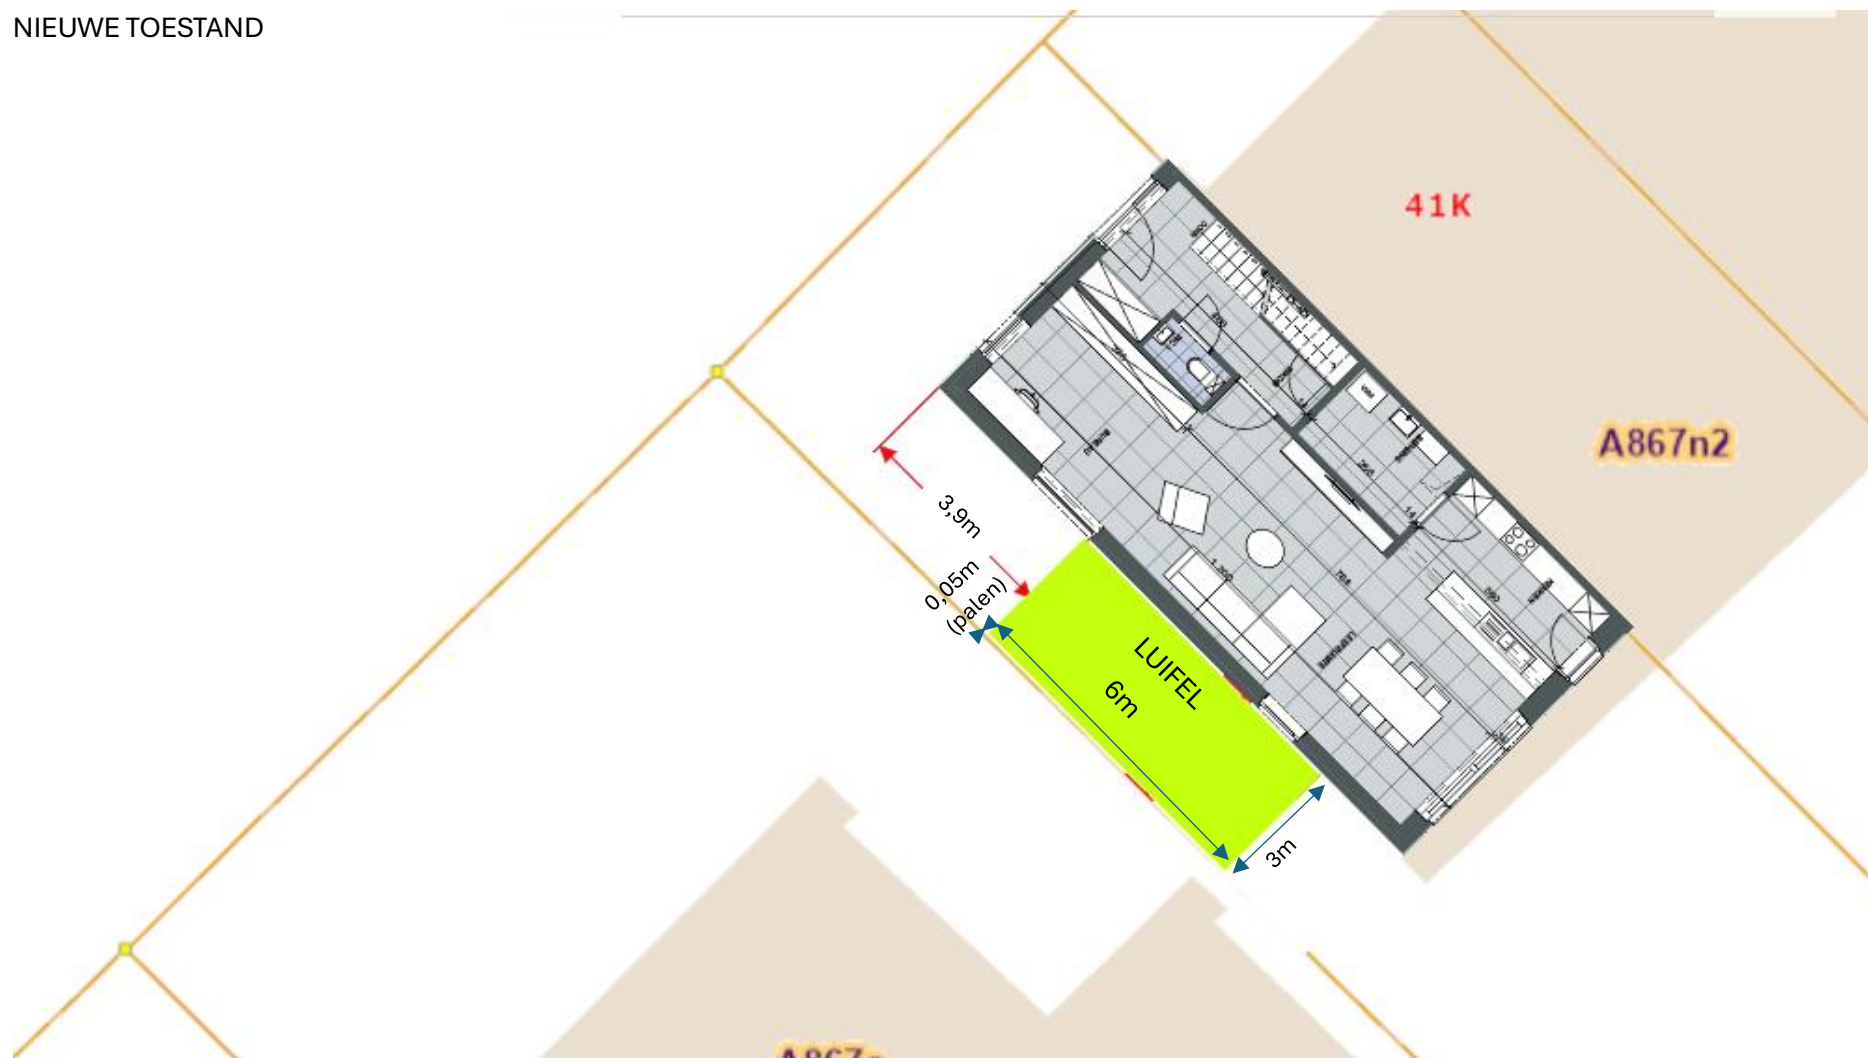 NIEUWE TOESTAND
41K
A867n2
3,9m
0,05m
(palen)
LUIFEL
6m
3m